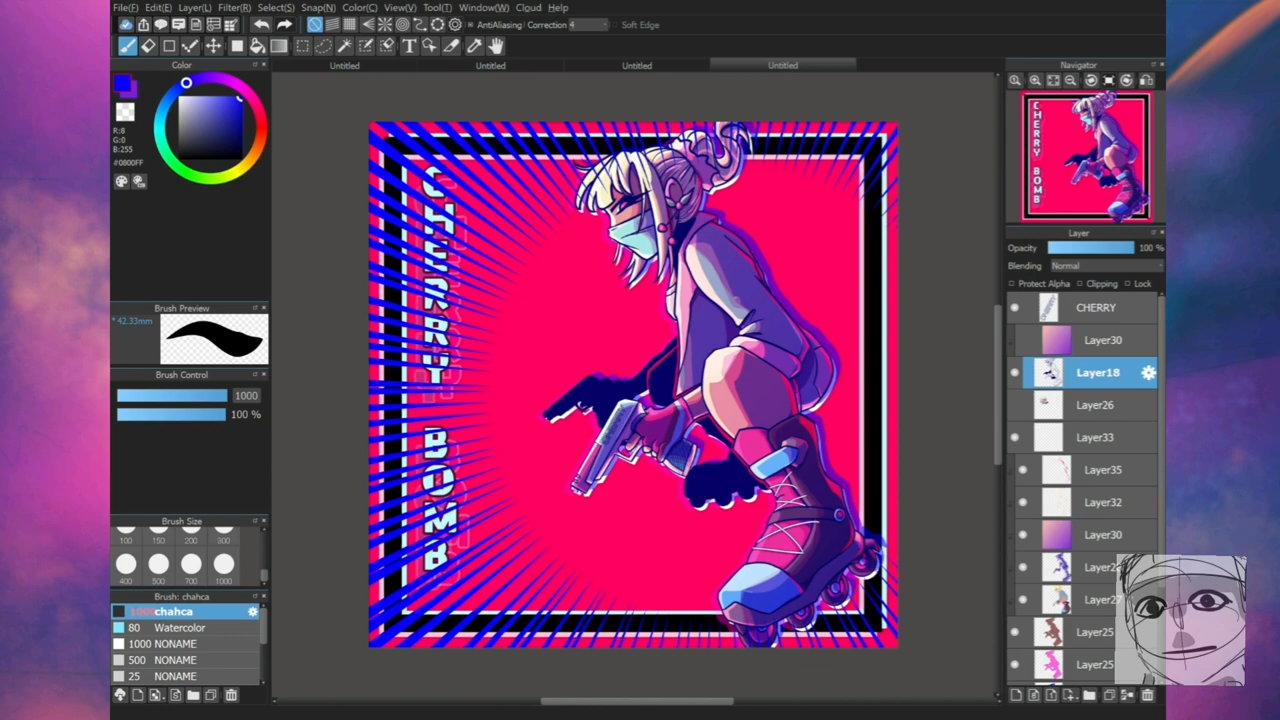 File(F) Edit(E) Layer(L) Filter(R) Select(S) Snap(N) Color(C) View(V) Tool(T) Window(W) Cloud Help
AntiAliasing Correction 4 Soft Edge
Untitled Untitled Untitled Untitled
Color
R:8
G:0
B:255
#0800FF
Brush Preview
* 42.33mm
Brush Control
1000
100 %
Brush Size
100 150 200 300
400 500 700 1000
Brush: chahca
1000 chahca
80 Watercolor
1000 NONAME
500 NONAME
25 NONAME
CHERRY BOMB
Navigator
CHERRY BOMB
Layer
Opacity 100 %
Blending Normal
Protect Alpha Clipping Lock
CHERRY
Layer30
Layer18
Layer26
Layer33
Layer35
Layer32
Layer30
Layer25
Layer25